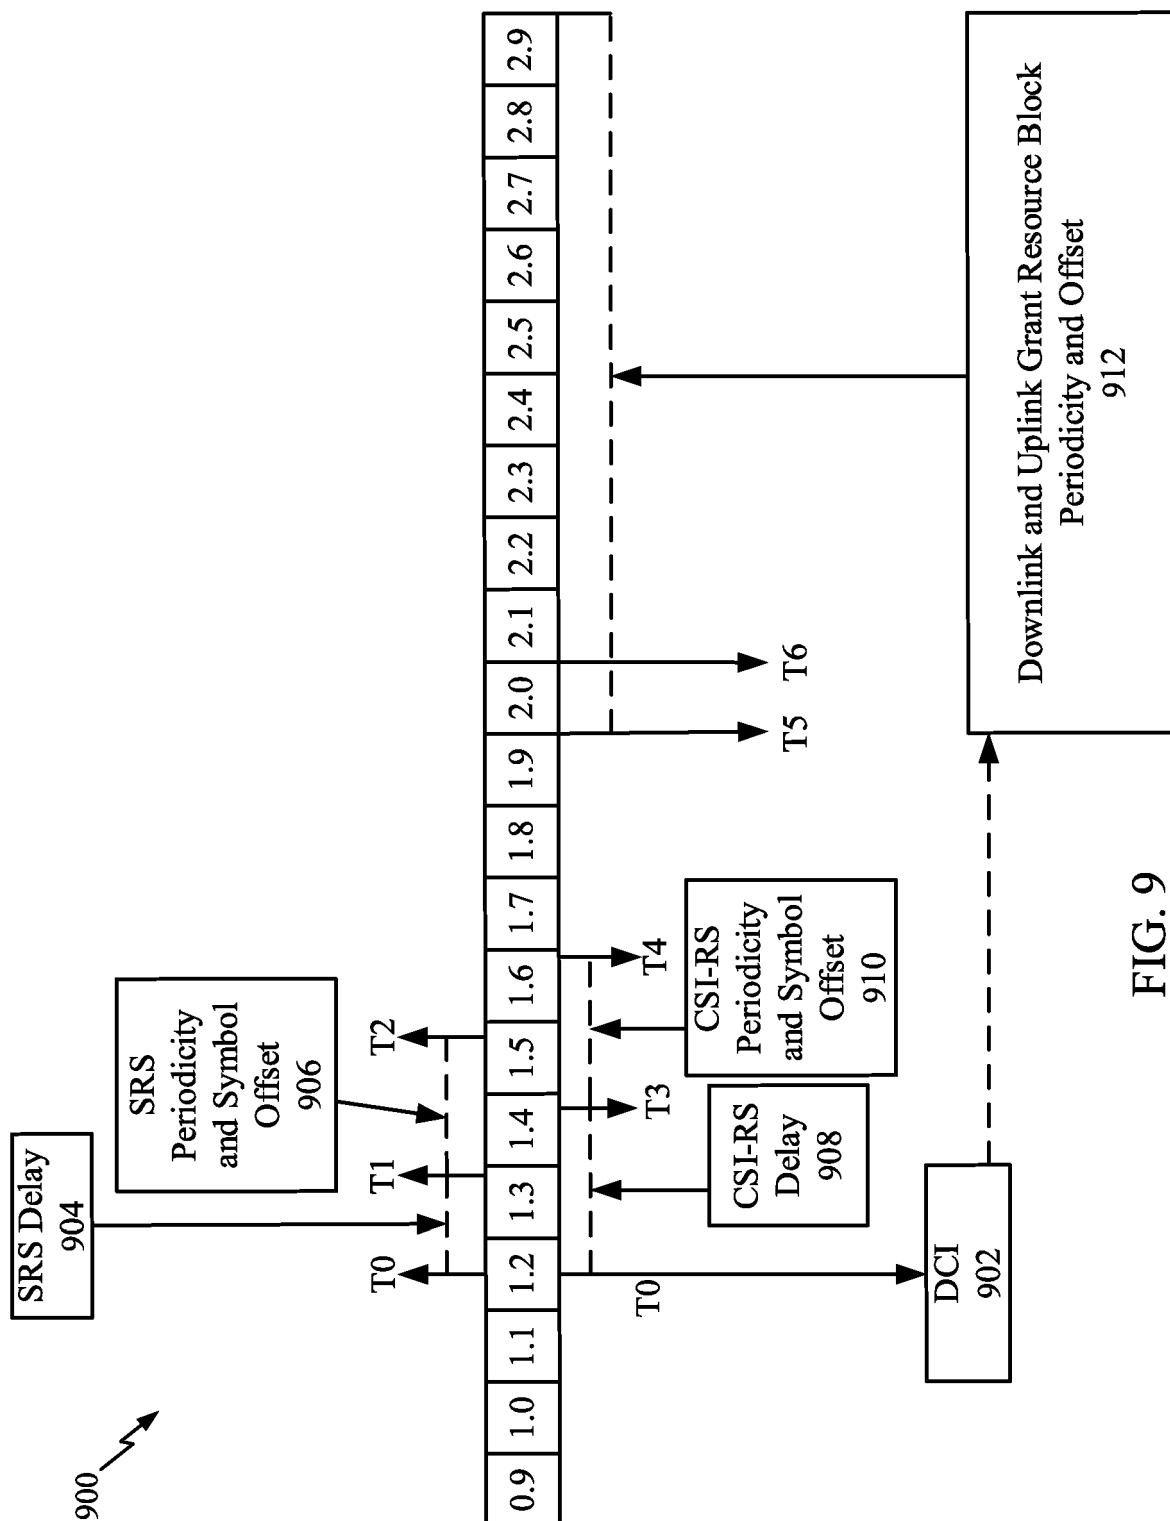 900
SRS Delay
904
SRS
Periodicity
and Symbol
Offset
906
T0
T1
T2
0.9 1.0 1.1 1.2 1.3 1.4 1.5 1.6 1.7 1.8 1.9 2.0 2.1 2.2 2.3 2.4 2.5 2.6 2.7 2.8 2.9
T0
T3
T4
T5
T6
CSI-RS
Delay
908
CSI-RS
Periodicity
and Symbol
Offset
910
DCI
902
Downlink and Uplink Grant Resource Block
Periodicity and Offset
912
FIG. 9